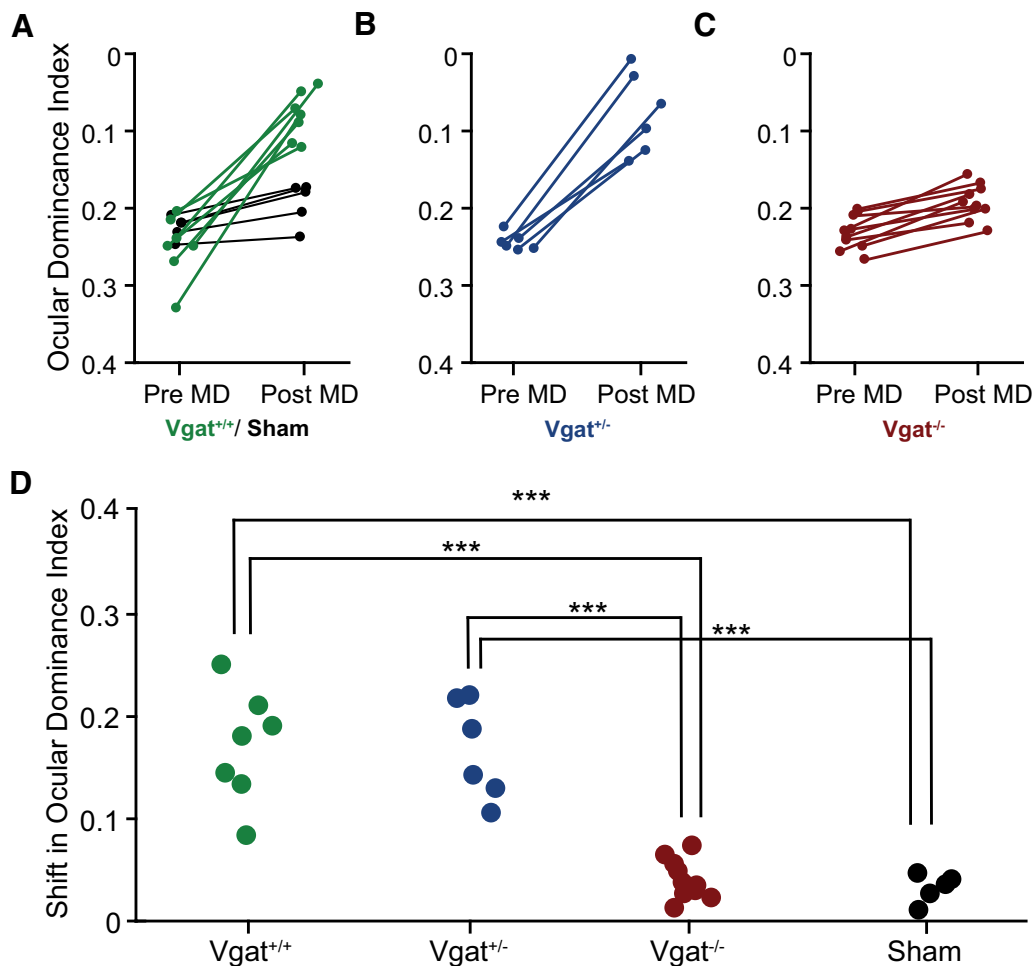 A
B
C
Ocular Domincance Index
0
0.1
0.2
0.3
0.4
Pre MD Post MD
Vgat+/+/ Sham
0
0.1
0.2
0.3
0.4
Pre MD Post MD
Vgat+/-
0
0.1
0.2
0.3
0.4
Pre MD Post MD
Vgat-/-
D
Shift in Ocular Dominance Index
0.4
0.3
0.2
0.1
0
***
***
***
***
Vgat+/+ Vgat+/- Vgat-/- Sham